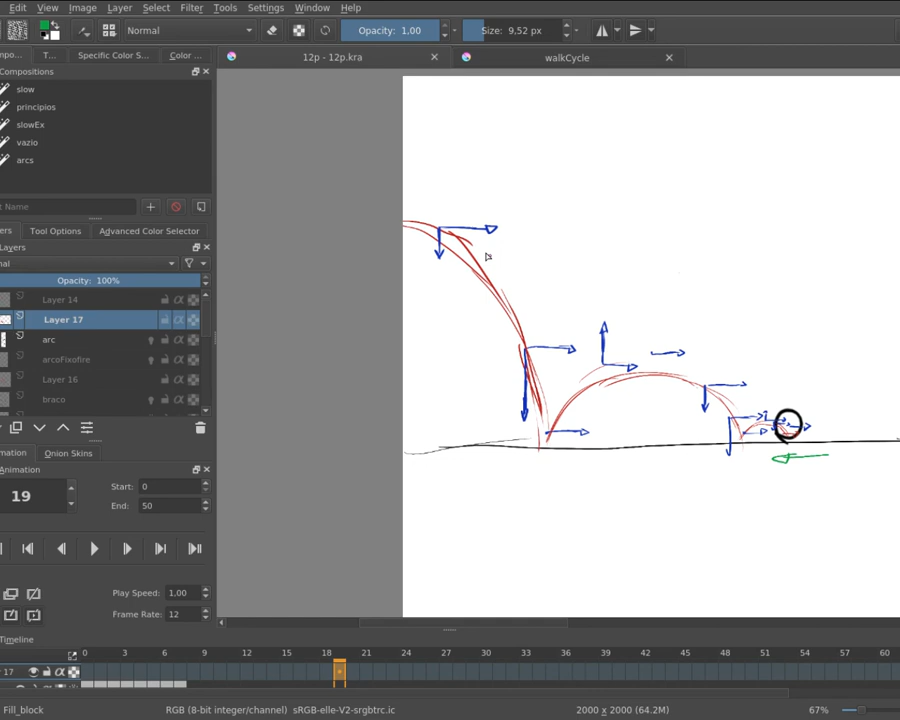 Edit View Image Layer Select Filter Tools Settings Window Help
Normal Opacity: 1,00 Size: 9,52 px
T... Specific Color S... Color ... 12p - 12p.kra walkCycle
Compositions
slow
principios
slowEx
vazio
arcs
t Name
ers Tool Options Advanced Color Selector
Layers
nal
Opacity: 100%
Layer 14
Layer 17
arc
arcoFixofire
Layer 16
braco
Onion Skins
Animation
19 Start: 0
End: 50
Play Speed: 1,00
Frame Rate: 12
Timeline
0 3 6 9 12 15 18 21 24 27 30 33 36 39 42 45 48 51 54 57 60
17
Fill_block RGB (8-bit integer/channel) sRGB-elle-V2-srgbtrc.ic 2000 x 2000 (64.2M) 67%